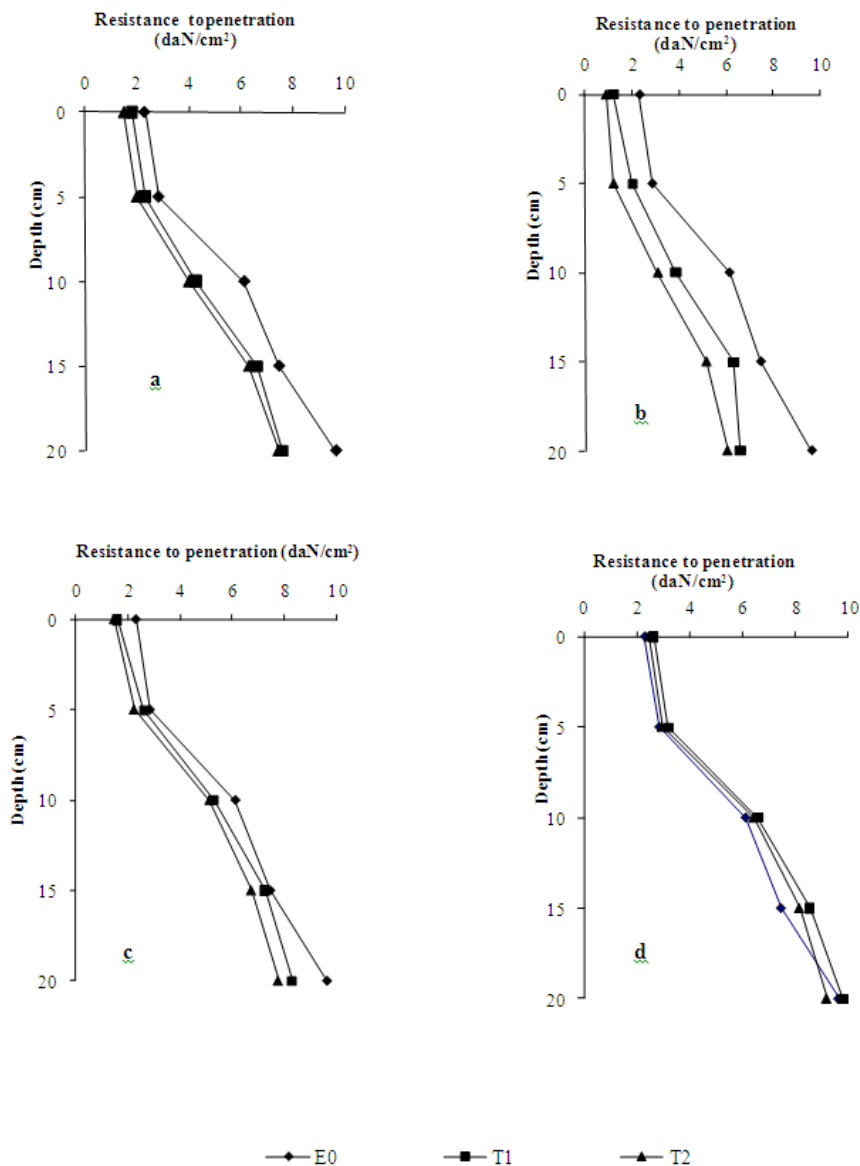 Resistance topenetration
(daN/cm²)
0 2 4 6 8 10
0
5
10
15
20
Depth (cm)
a
Resistance to penetration
(daN/cm²)
0 2 4 6 8 10
0
5
10
15
20
Depth (cm)
b
Resistance to penetration (daN/cm²)
0 2 4 6 8 10
0
5
10
15
20
Depth (cm)
c
Resistance to penetration
(daN/cm²)
0 2 4 6 8 10
0
5
10
15
20
Depth (cm)
d
E0 T1 T2